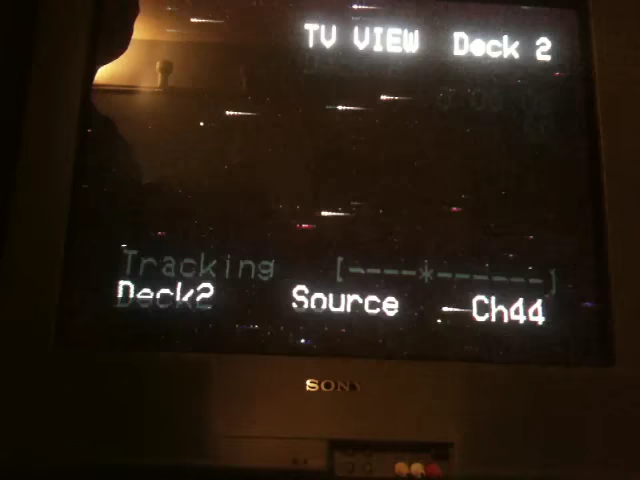 TV VIEW Deck 2
Tracking [----*------]
Deck2 Source Ch44
SONY